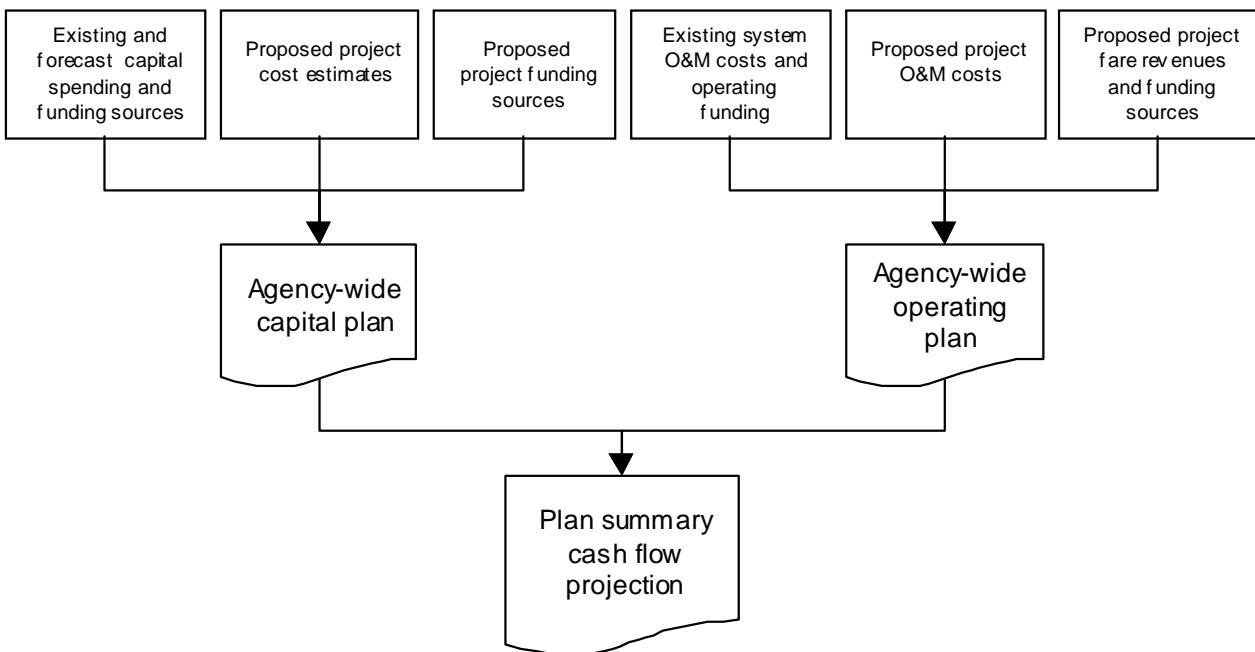 Existing and
forecast capital
spending and
funding sources
Proposed project
cost estimates
Proposed
project funding
sources
Existing system
O&M costs and
operating
funding
Proposed project
O&M costs
Proposed project
fare revenues
and funding
sources
Agency-wide
capital plan
Agency-wide
operating
plan
Plan summary
cash flow
projection